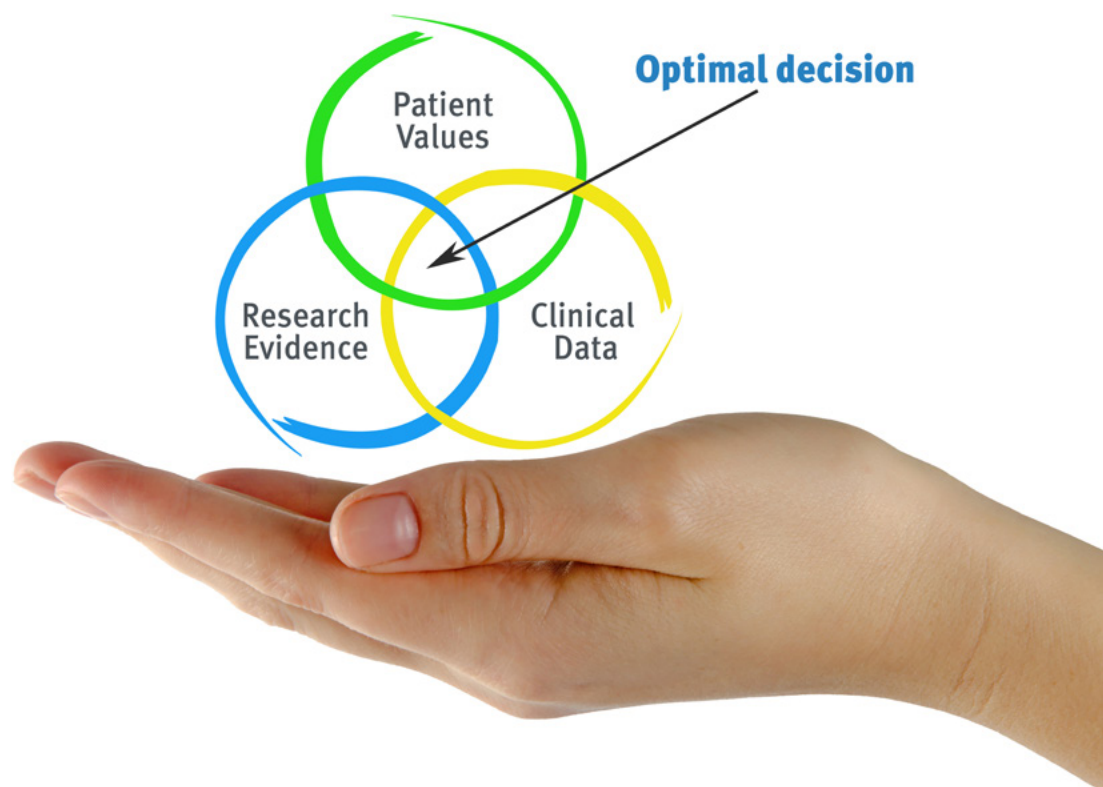 Optimal decision
Patient
Values
Research
Evidence
Clinical
Data